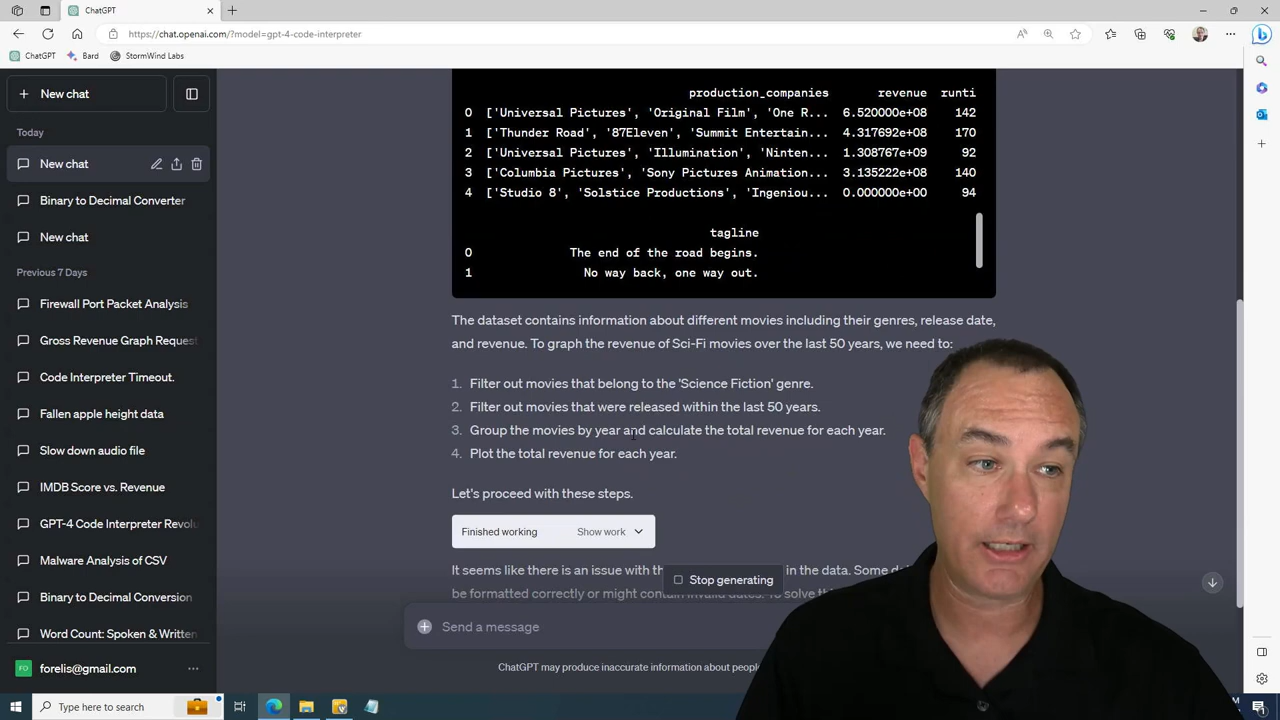 ChatGPT
https://chat.openai.com/?model=gpt-4-code-interpreter
ChatGPT Bard StormWind Labs
New chat
Today
New chat
Binary to Decimal Converter
New chat
Previous 7 Days
Firewall Port Packet Analysis
Gross Revenue Graph Request
Code Interpreter Timeout.
Fallen apple height data
Slow down audio file
IMDB Score vs. Revenue
GPT-4 Code Interpreter Revolu
Malware Analysis of CSV
Binary to Decimal Conversion
Word Count: Spoken & Written
FO forelis@gmail.com
production_companies revenue runti
0 ['Universal Pictures', 'Original Film', 'One R... 6.520000e+08 142
1 ['Thunder Road', '87Eleven', 'Summit Entertain... 4.317692e+08 170
2 ['Universal Pictures', 'Illumination', 'Ninten... 1.308767e+09 92
3 ['Columbia Pictures', 'Sony Pictures Animation... 3.135222e+08 140
4 ['Studio 8', 'Solstice Productions', 'Ingeniou... 0.000000e+00 94
tagline
0 The end of the road begins.
1 No way back, one way out.
The dataset contains information about different movies including their genres, release date,
and revenue. To graph the revenue of Sci-Fi movies over the last 50 years, we need to:
1. Filter out movies that belong to the 'Science Fiction' genre.
2. Filter out movies that were released within the last 50 years.
3. Group the movies by year and calculate the total revenue for each year.
4. Plot the total revenue for each year.
Let's proceed with these steps.
Finished working Show work
It seems like there is an issue with in the data. Some
Stop generating
be formatted correctly or might contain invalid dates. To solve
Send a message
ChatGPT may produce inaccurate information about
Type here to search